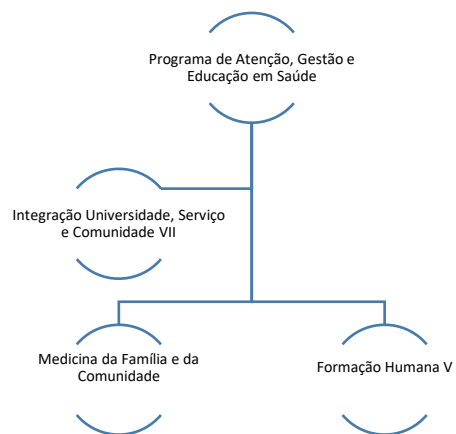 Programa de Atenção, Gestão e
Educação em Saúde
Integração Universidade, Serviço
e Comunidade VII
Medicina da Família e da
Comunidade
Formação Humana V